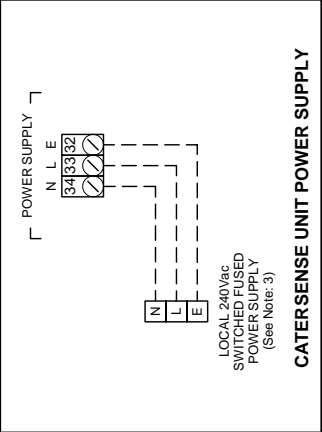 POWER SUPPLY
N L E
34 33 32
N
L
E
LOCAL 240Vac
SWITCHED FUSED
POWER SUPPLY
(See Note: 3)
CATERSENSE UNIT POWER SUPPLY